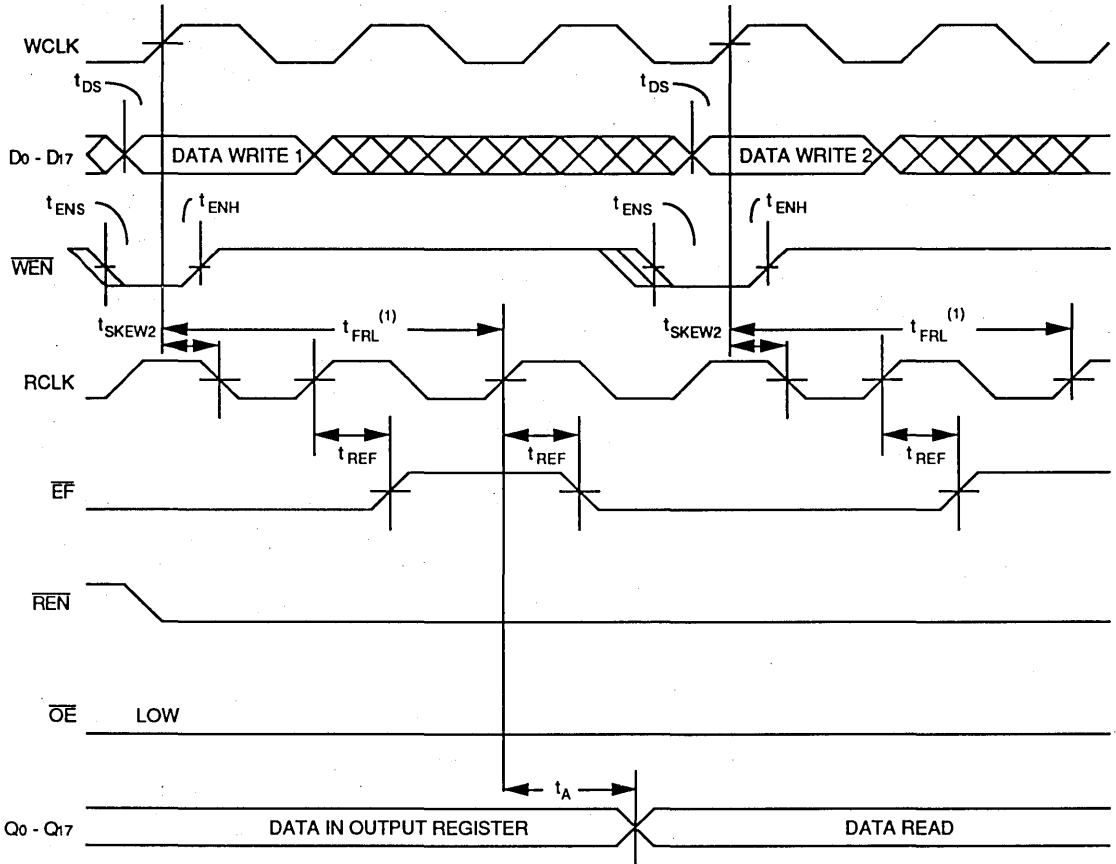 WCLK
tDS
tDS
D0 - D17
DATA WRITE 1
DATA WRITE 2
tENS
tENH
tENS
tENH
WEN
tSKEW2
tFRL(1)
tSKEW2
tFRL(1)
RCLK
tREF
tREF
tREF
EF
REN
OE
LOW
tA
Q0 - Q17
DATA IN OUTPUT REGISTER
DATA READ